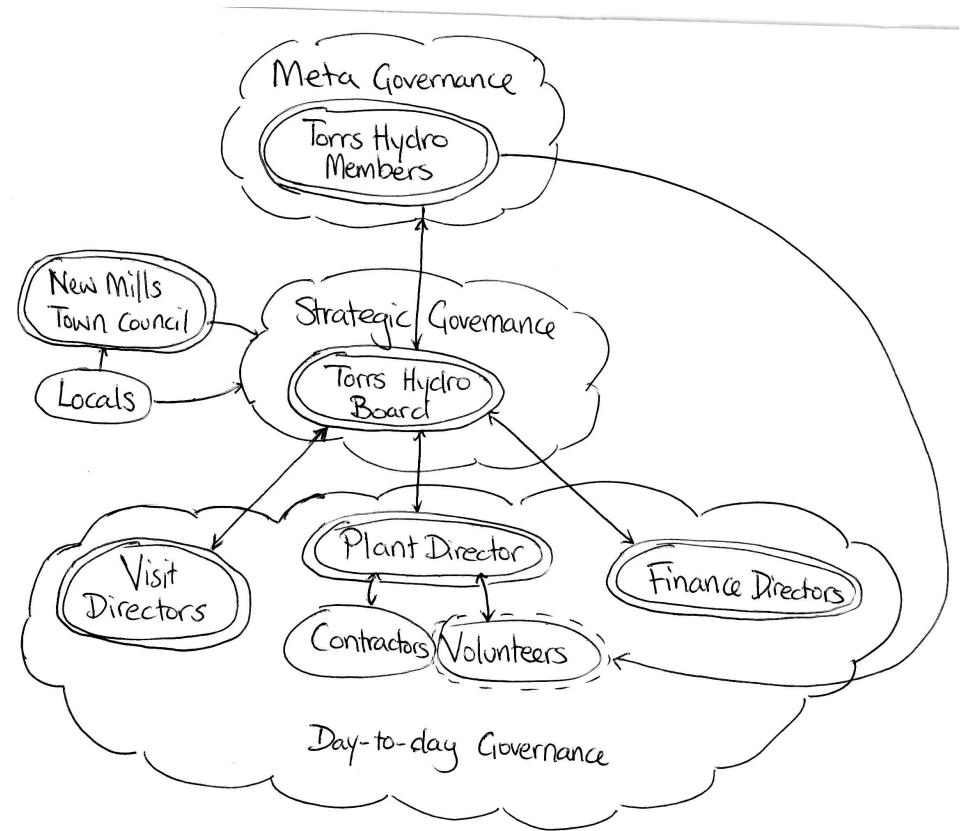 Meta Governance
Torrs Hydro
Members
New Mills
Town Council
Locals
Strategic Governance
Torrs Hydro
Board
Visit
Directors
Plant Director
Finance Directors
Contractors
Volunteers
Day-to-day Governance